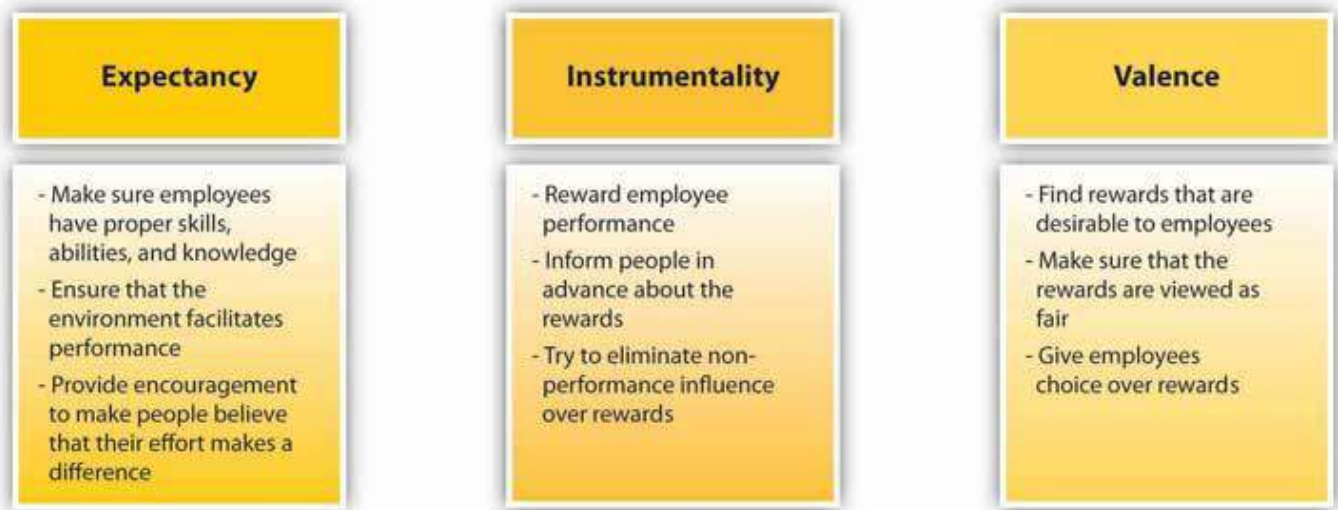 Expectancy
- Make sure employees
have proper skills,
abilities, and knowledge
- Ensure that the
environment facilitates
performance
- Provide encouragement
to make people believe
that their effort makes a
difference
Instrumentality
- Reward employee
performance
- Inform people in
advance about the
rewards
- Try to eliminate non-
performance influence
over rewards
Valence
- Find rewards that are
desirable to employees
- Make sure that the
rewards are viewed as
fair
- Give employees
choice over rewards